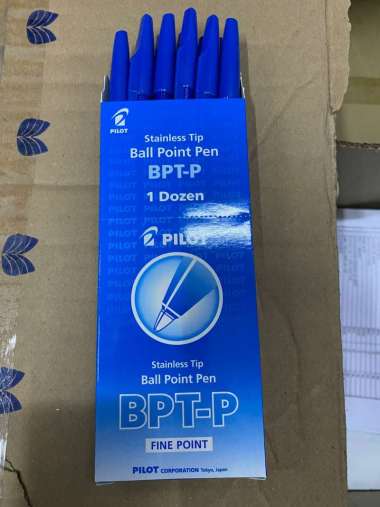 PILOT
Stainless Tip
Ball Point Pen
BPT-P
1 Dozen
PILOT
Stainless Tip
Ball Point Pen
BPT-P
FINE POINT
PILOT CORPORATION Tokyo, Japan